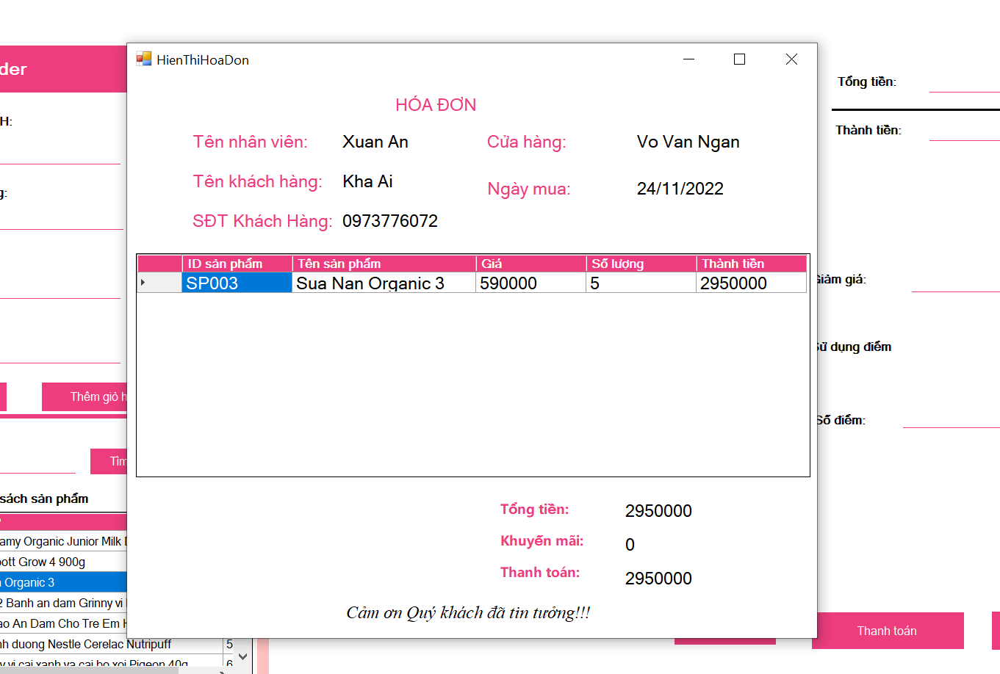 HienThiHoaDon
der
HÓA ĐƠN
Tổng tiền:
H:
Thành tiền:
Tên nhân viên: Xuan An Cửa hàng: Vo Van Ngan
Tên khách hàng: Kha Ai Ngày mua: 24/11/2022
g:
SĐT Khách Hàng: 0973776072
ID sản phẩm Tên sản phẩm Giá Số lượng Thành tiền
SP003 Sua Nan Organic 3 590000 5 2950000
Giảm giá:
Sử dụng điểm
Thêm giỏ h
Số điểm:
Tìm
sách sản phẩm
Tổng tiền: 2950000
amy Organic Junior Milk
Khuyến mãi: 0
ott Grow 4 900g
Thanh toán: 2950000
Organic 3
2 Banh an dam Grinny vi
Cảm ơn Quý khách đã tin tưởng!!!
ao An Dam Cho Tre Em H
Thanh toán
nh duong Nestle Cerelac Nutripuff 5
y vi cai xanh va cai bo xoi Pigeon 40g 6